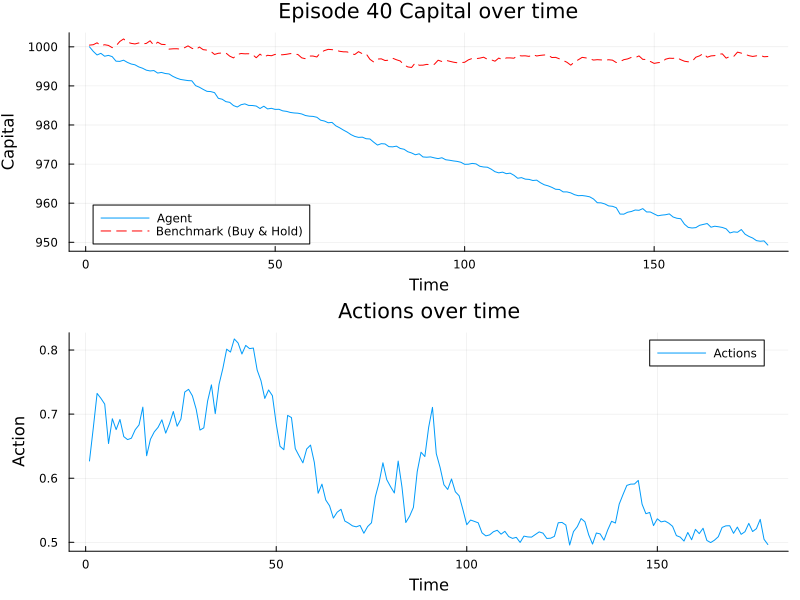 Episode 40 Capital over time
Capital
1000
990
980
970
960
950
Agent
Benchmark (Buy & Hold)
0
50
100
150
Time
Actions over time
Action
0.8
0.7
0.6
0.5
Actions
0
50
100
150
Time